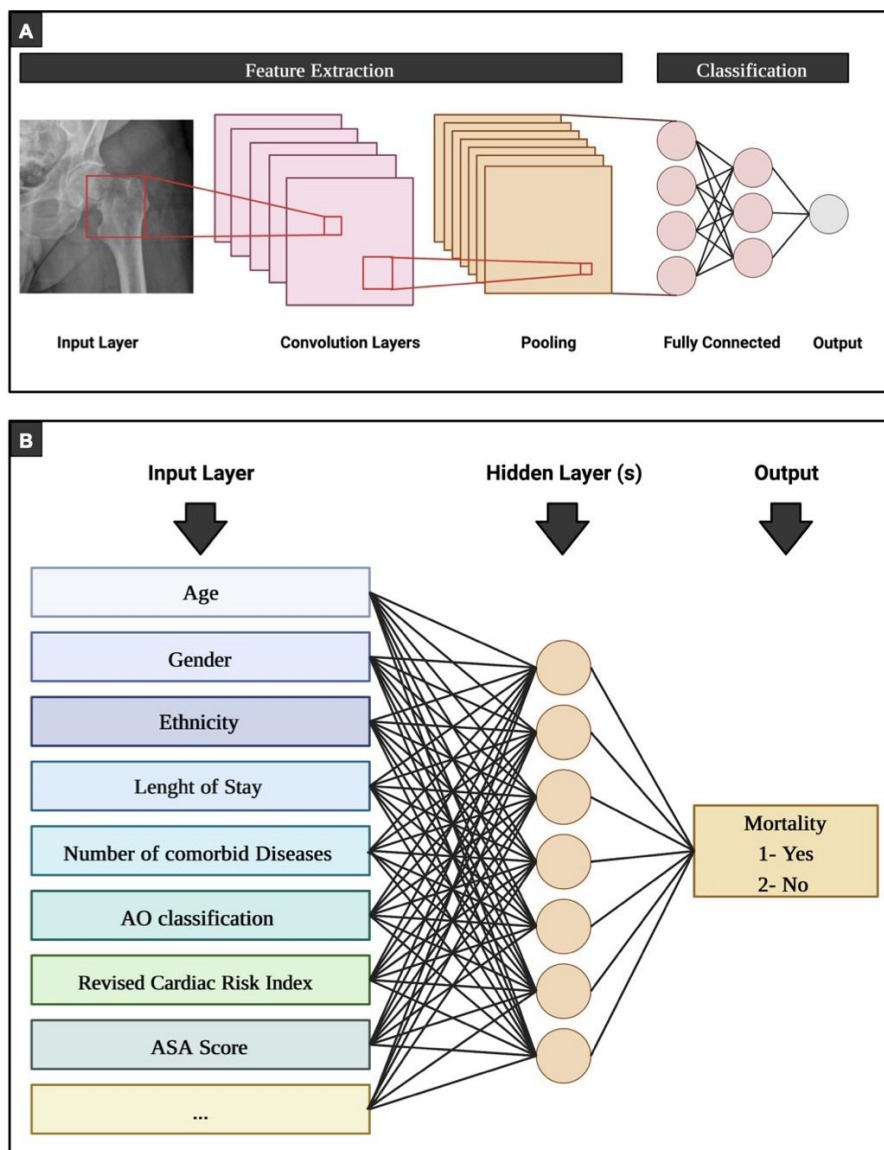 A
Feature Extraction
Classification
Input Layer
Convolution Layers
Pooling
Fully Connected
Output
B
Input Layer
Hidden Layer (s)
Output
Age
Gender
Ethnicity
Lenght of Stay
Number of comorbid Diseases
AO classification
Revised Cardiac Risk Index
ASA Score
...
Mortality
1- Yes
2- No